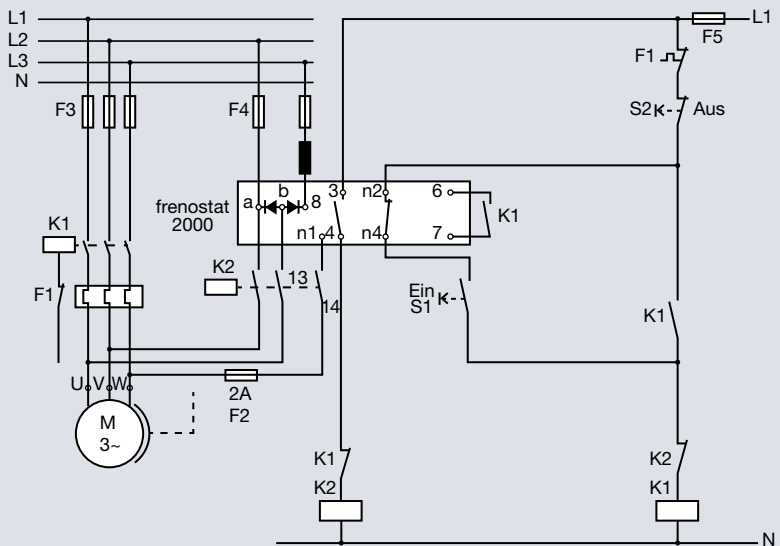 L1
L2
L3
N
F3
F4
L1
F5
F1
S2
Aus
frenostat
2000
a
b
8
3
n2
6
n1
4
n4
7
K1
K1
F1
K2
13
14
Ein
S1
K1
U
V
W
2A
F2
M
3~
K1
K2
K2
K1
N